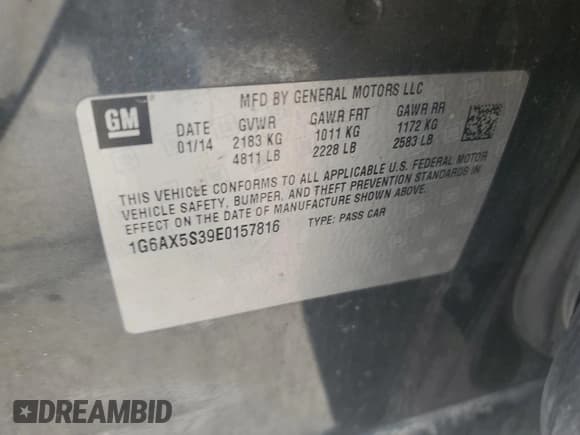 GM
MFD BY GENERAL MOTORS LLC
DATE GVWR GAWR FRT GAWR RR
01/14 2183 KG 1011 KG 1172 KG
4811 LB 2228 LB 2583 LB
THIS VEHICLE CONFORMS TO ALL APPLICABLE U.S. FEDERAL MOTOR
VEHICLE SAFETY, BUMPER, AND THEFT PREVENTION STANDARDS IN
EFFECT ON THE DATE OF MANUFACTURE SHOWN ABOVE.
1G6AX5S39E0157816 TYPE: PASS CAR
DREAMBID